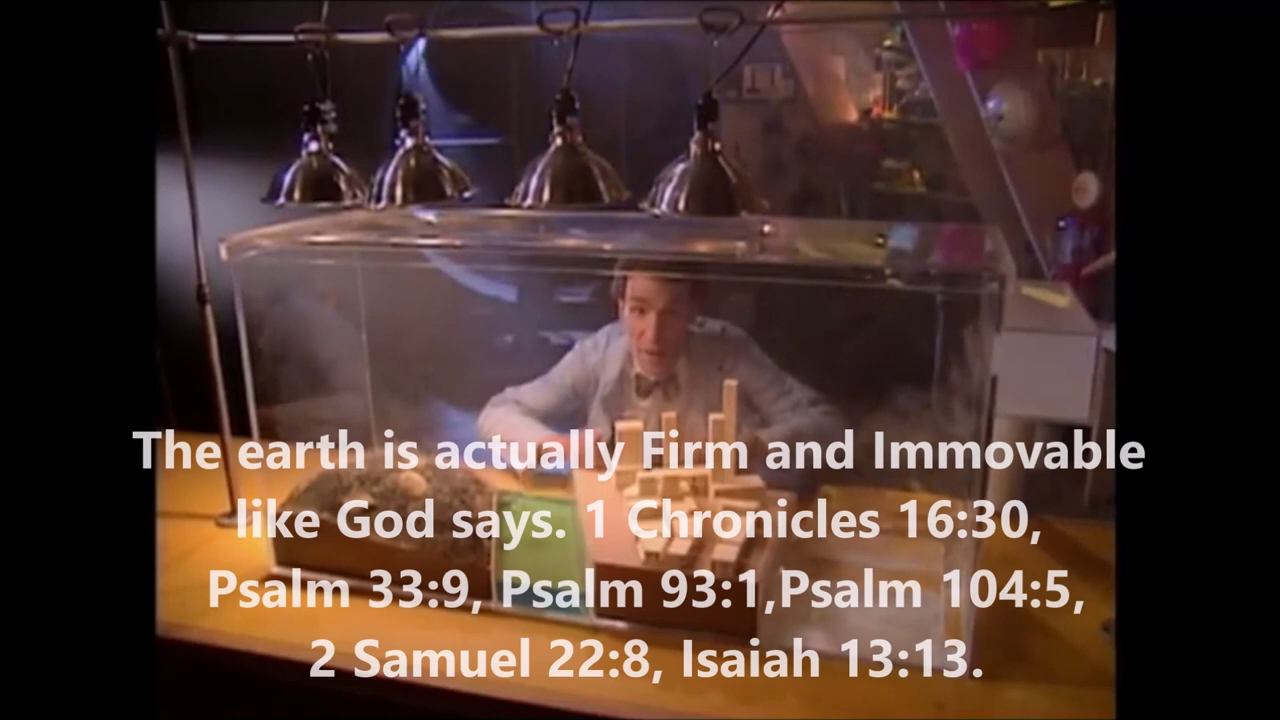 The earth is actually Firm and Immovable
like God says. 1 Chronicles 16:30,
Psalm 33:9, Psalm 93:1,Psalm 104:5,
2 Samuel 22:8, Isaiah 13:13.